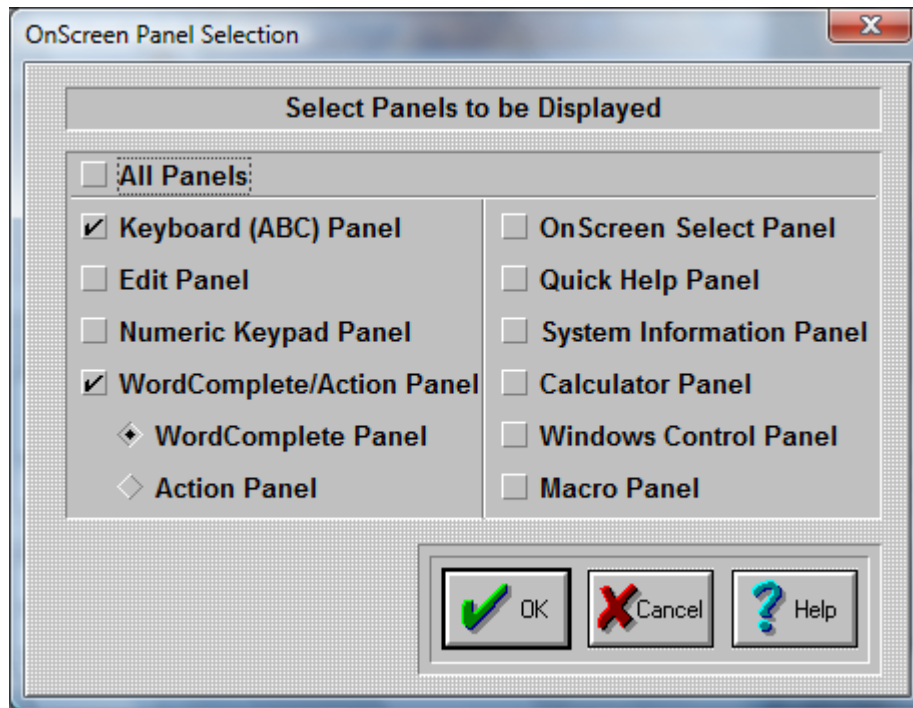 OnScreen Panel Selection
Select Panels to be Displayed
All Panels
Keyboard (ABC) Panel
Edit Panel
Numeric Keypad Panel
WordComplete/Action Panel
WordComplete Panel
Action Panel
OnScreen Select Panel
Quick Help Panel
System Information Panel
Calculator Panel
Windows Control Panel
Macro Panel
OK
Cancel
Help